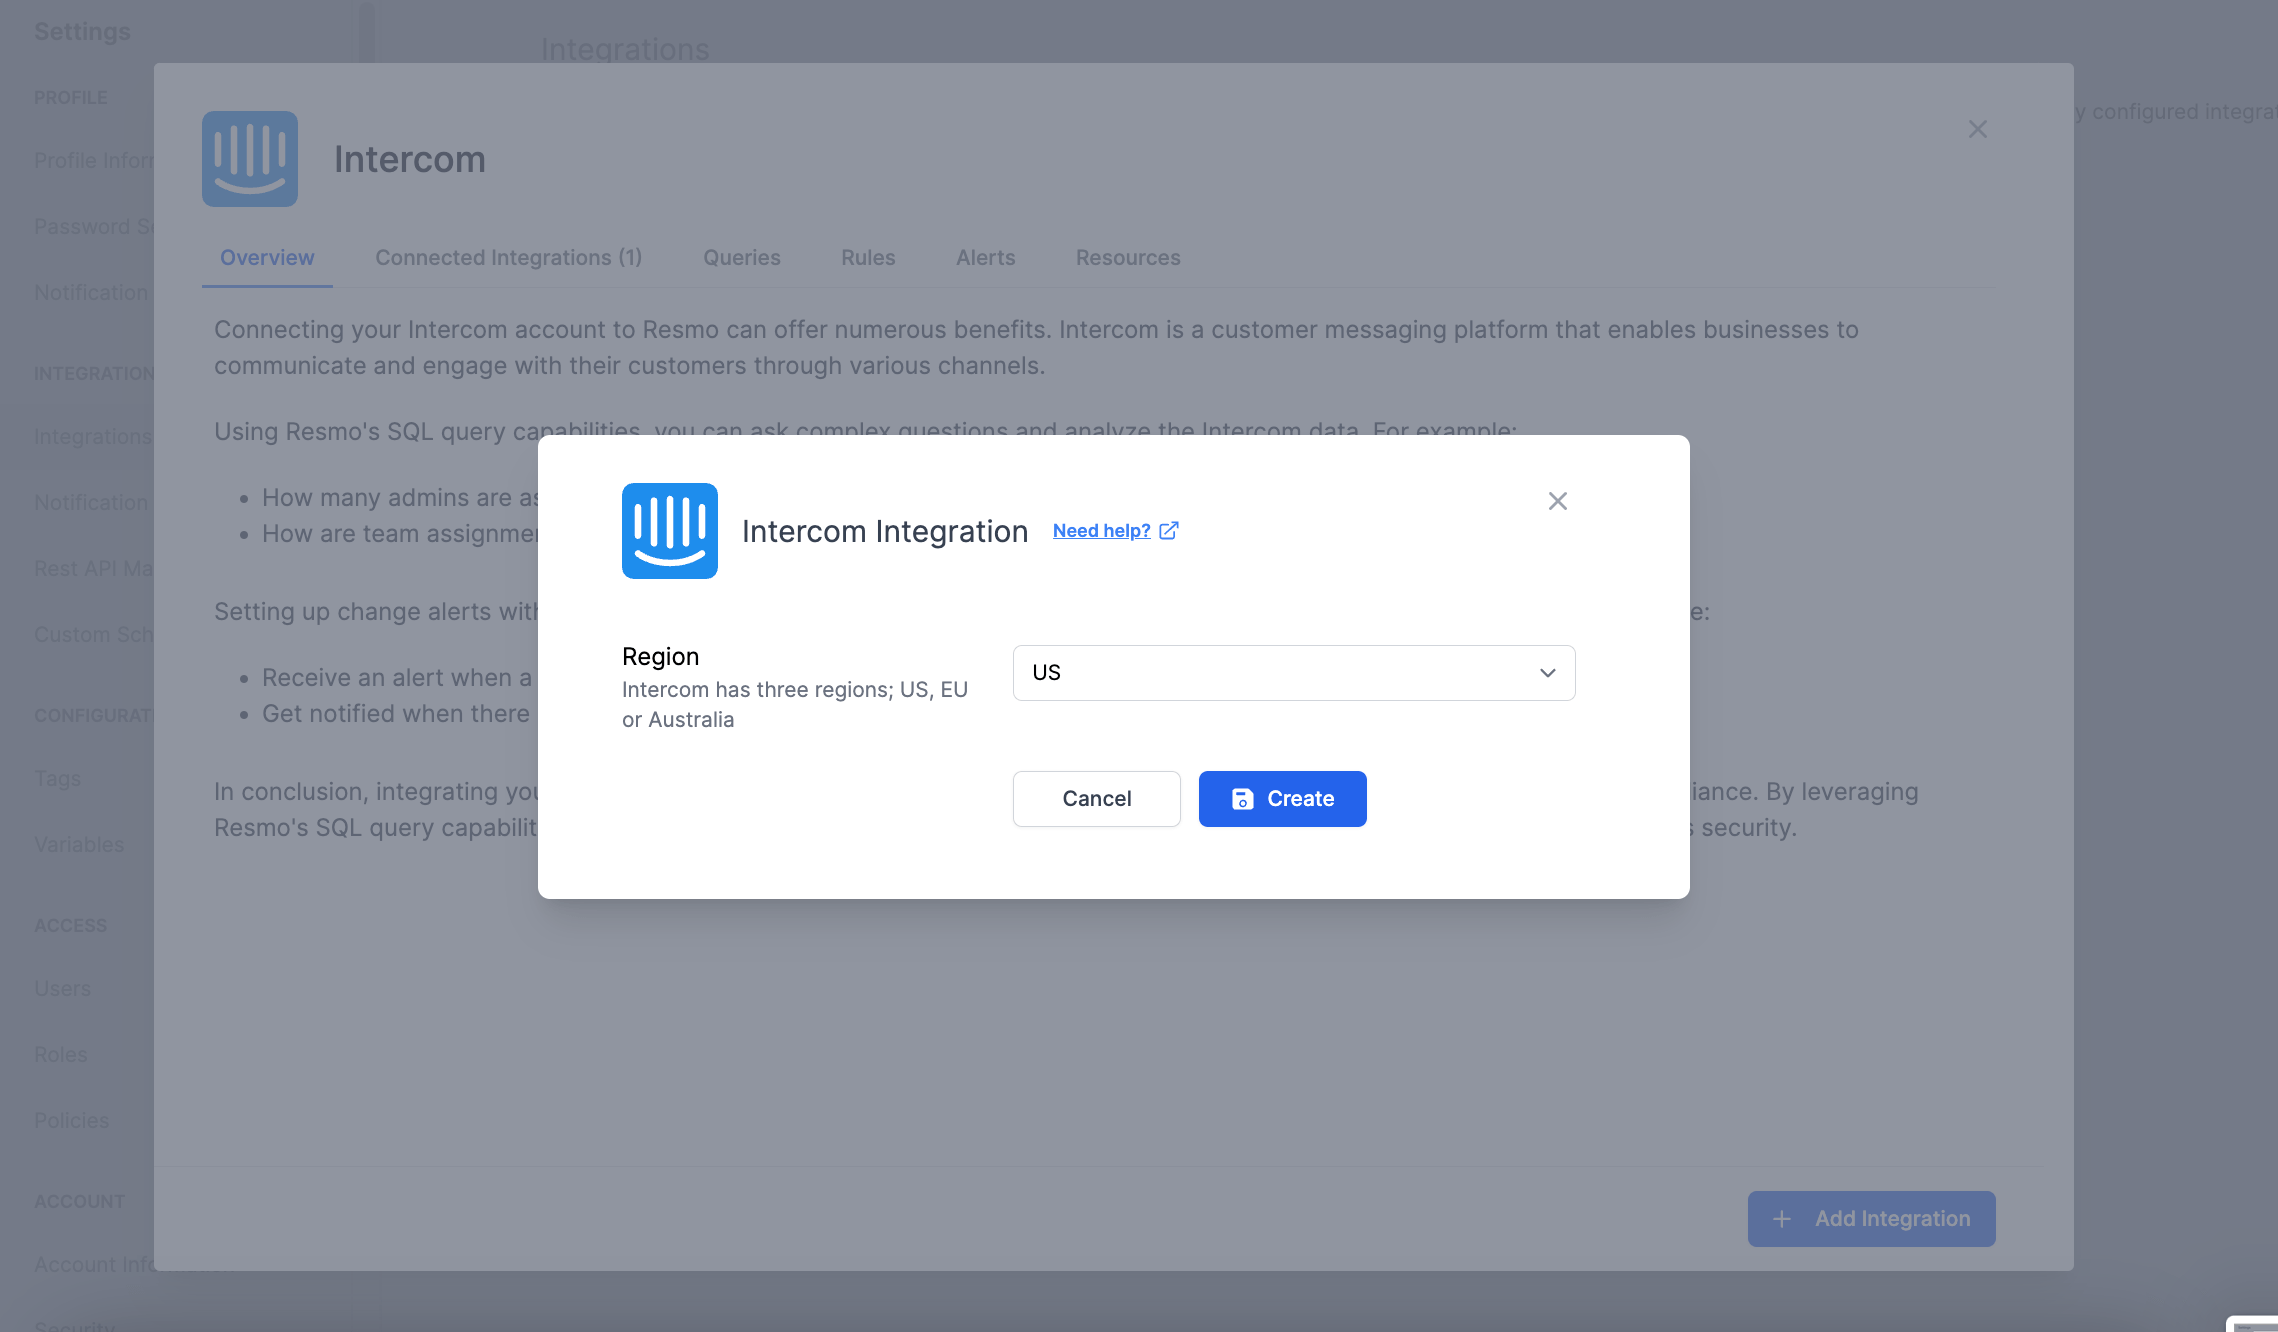 Settings
Integrations
PROFILE
y configured integrat
Profile Inform
Password Se
Notification
INTEGRATION
Integrations
Notification
Rest API Ma
Custom Sch
CONFIGURAT
Tags
Variables
ACCESS
Users
Roles
Policies
ACCOUNT
Account Info
Security
Intercom
Overview
Connected Integrations (1)
Queries
Rules
Alerts
Resources
Connecting your Intercom account to Resmo can offer numerous benefits. Intercom is a customer messaging platform that enables businesses to
communicate and engage with their customers through various channels.
Using Resmo's SQL query capabilities, you can ask complex questions and analyze the Intercom data. For example:
How many admins are as
How are team assignmen
Setting up change alerts with
e:
Receive an alert when a
Get notified when there
In conclusion, integrating you
iance. By leveraging
Resmo's SQL query capabilit
s security.
Add Integration
Intercom Integration
Need help?
Region
Intercom has three regions; US, EU
or Australia
US
Cancel
Create